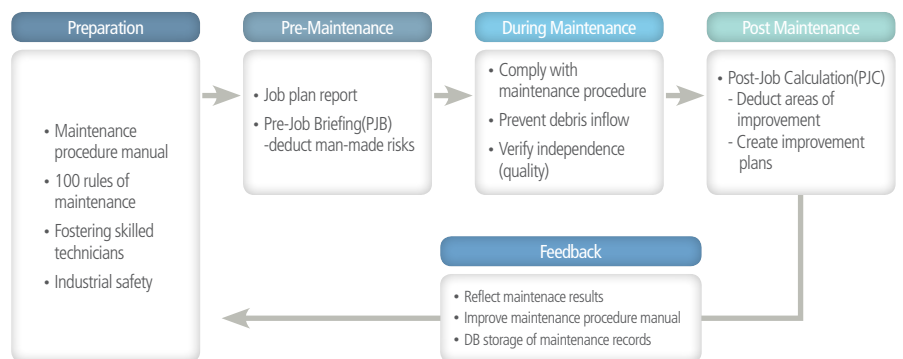 Preparation
• Maintenance
procedure manual
• 100 rules of
maintenance
• Fostering skilled
technicians
• Industrial safety
Pre-Maintenance
• Job plan report
• Pre-Job Briefing(PJB)
-deduct man-made risks
During Maintenance
• Comply with
maintenance procedure
• Prevent debris inflow
• Verify independence
(quality)
Post Maintenance
• Post-Job Calculation(PJC)
- Deduct areas of
improvement
- Create improvement
plans
Feedback
• Reflect maintenace results
• Improve maintenance procedure manual
• DB storage of maintenance records